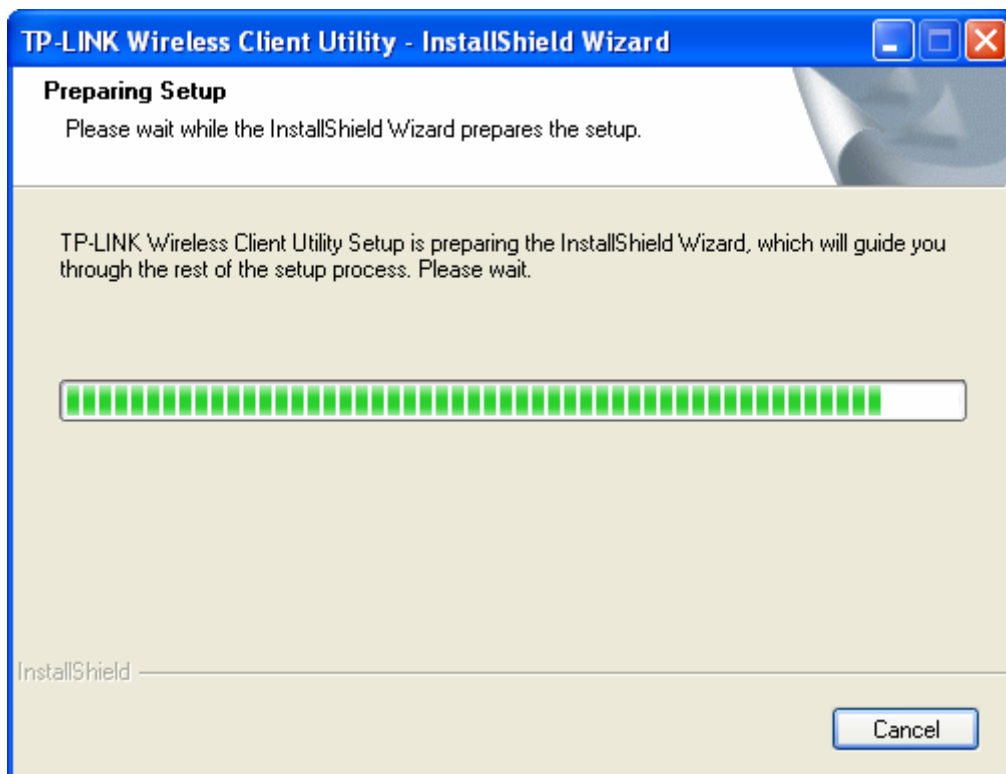 TP-LINK Wireless Client Utility - InstallShield Wizard
Preparing Setup
Please wait while the InstallShield Wizard prepares the setup.
TP-LINK Wireless Client Utility Setup is preparing the InstallShield Wizard, which will guide you
through the rest of the setup process. Please wait.
InstallShield
Cancel